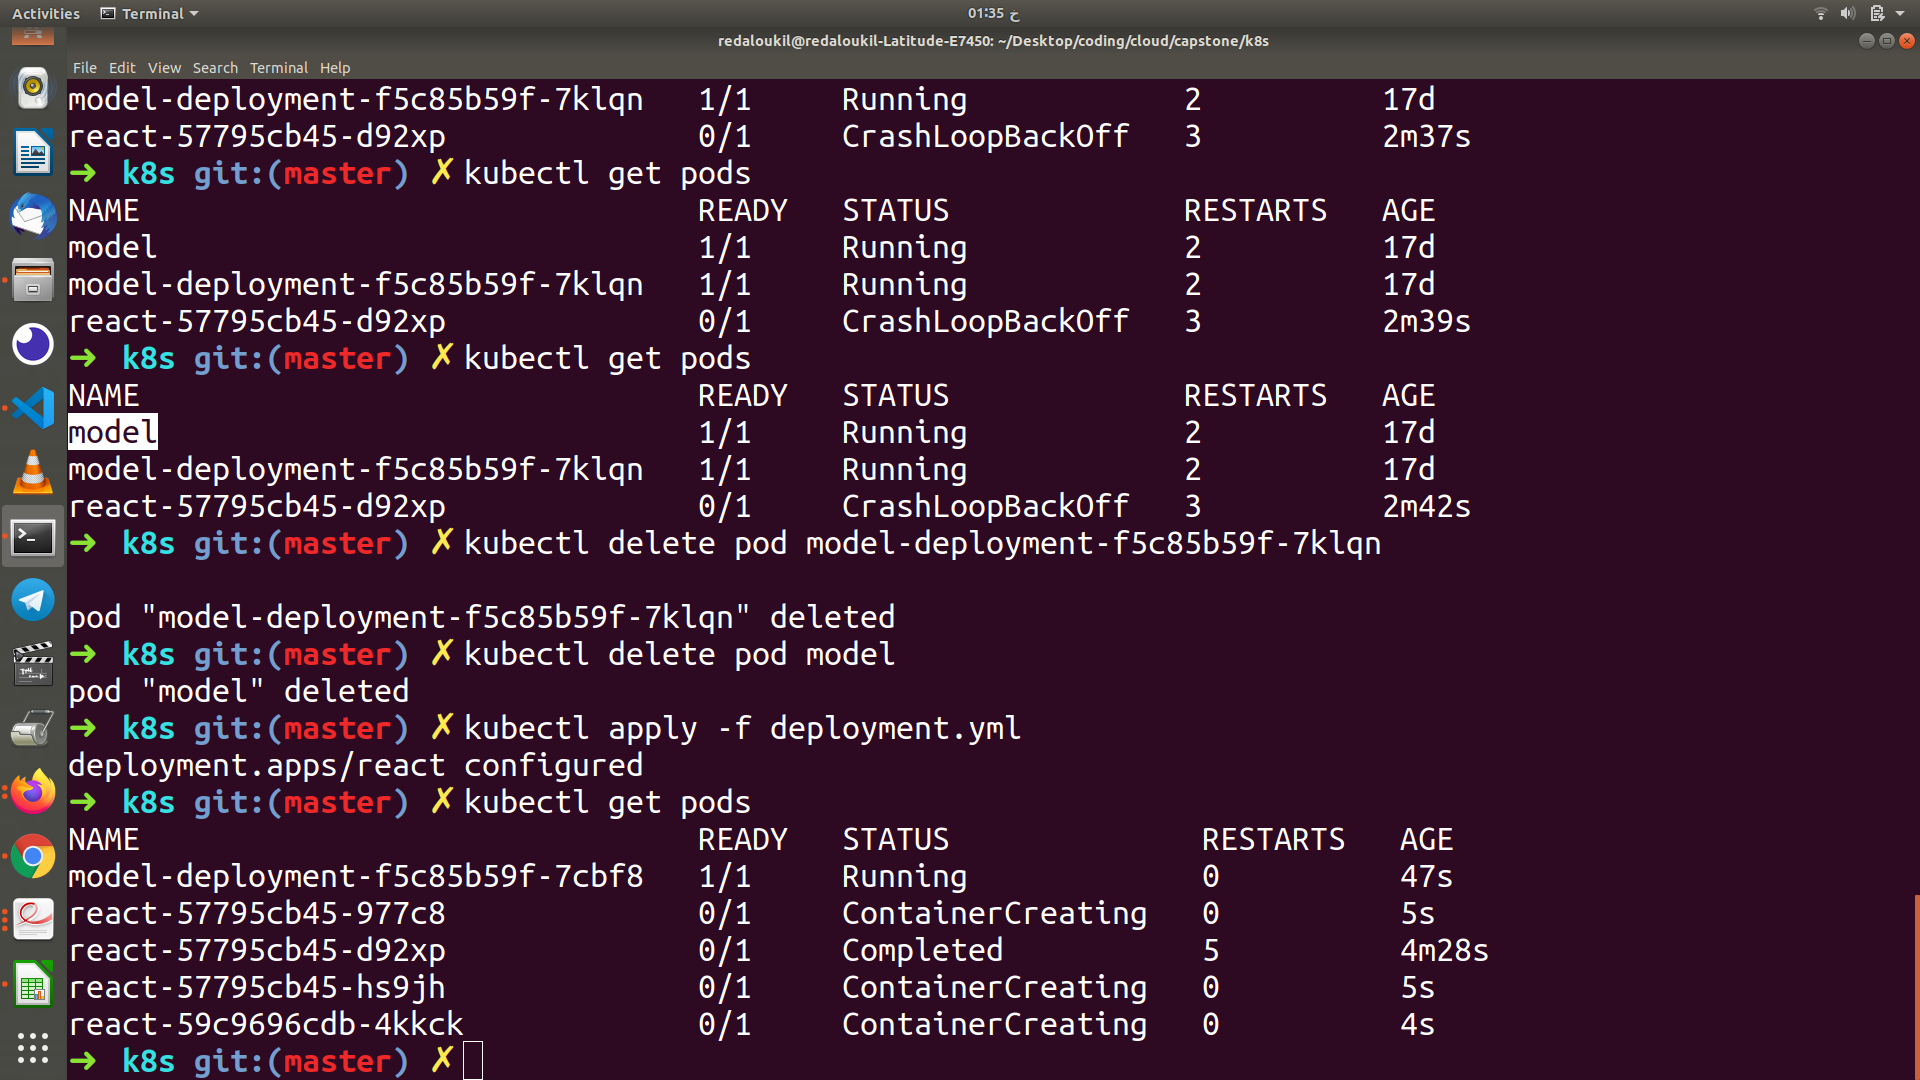 Activities Terminal 01:35 خ
redaloukil@redaloukil-Latitude-E7450: ~/Desktop/coding/cloud/capstone/k8s
File Edit View Search Terminal Help
model-deployment-f5c85b59f-7klqn 1/1 Running 2 17d
react-57795cb45-d92xp 0/1 CrashLoopBackOff 3 2m37s
➜ k8s git:(master) ✗ kubectl get pods
NAME READY STATUS RESTARTS AGE
model 1/1 Running 2 17d
model-deployment-f5c85b59f-7klqn 1/1 Running 2 17d
react-57795cb45-d92xp 0/1 CrashLoopBackOff 3 2m39s
➜ k8s git:(master) ✗ kubectl get pods
NAME READY STATUS RESTARTS AGE
model 1/1 Running 2 17d
model-deployment-f5c85b59f-7klqn 1/1 Running 2 17d
react-57795cb45-d92xp 0/1 CrashLoopBackOff 3 2m42s
➜ k8s git:(master) ✗ kubectl delete pod model-deployment-f5c85b59f-7klqn
pod "model-deployment-f5c85b59f-7klqn" deleted
➜ k8s git:(master) ✗ kubectl delete pod model
pod "model" deleted
➜ k8s git:(master) ✗ kubectl apply -f deployment.yml
deployment.apps/react configured
➜ k8s git:(master) ✗ kubectl get pods
NAME READY STATUS RESTARTS AGE
model-deployment-f5c85b59f-7cbf8 1/1 Running 0 47s
react-57795cb45-977c8 0/1 ContainerCreating 0 5s
react-57795cb45-d92xp 0/1 Completed 5 4m28s
react-57795cb45-hs9jh 0/1 ContainerCreating 0 5s
react-59c9696cdb-4kkck 0/1 ContainerCreating 0 4s
➜ k8s git:(master) ✗